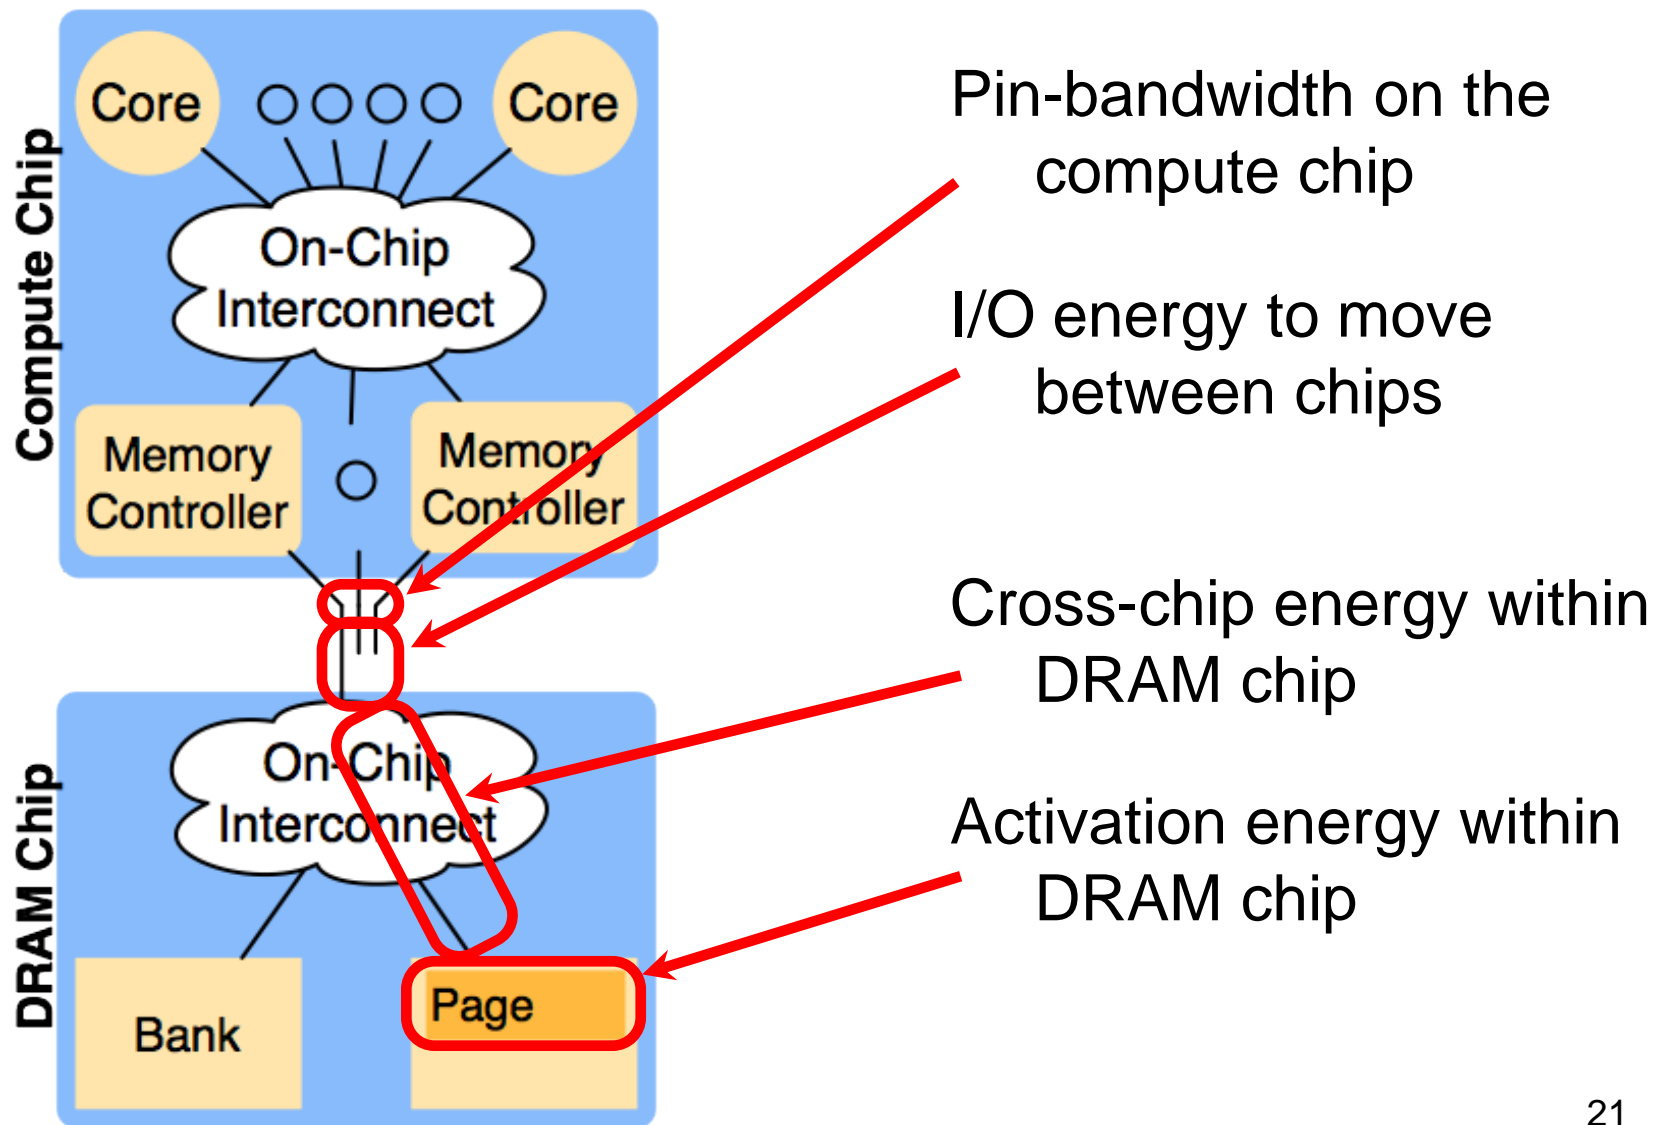 Compute Chip
Core
Core
On-Chip
Interconnect
Memory
Controller
Memory
Controller
DRAM Chip
On-Chip
Interconnect
Bank
Page
Pin-bandwidth on the
compute chip
I/O energy to move
between chips
Cross-chip energy within
DRAM chip
Activation energy within
DRAM chip
21